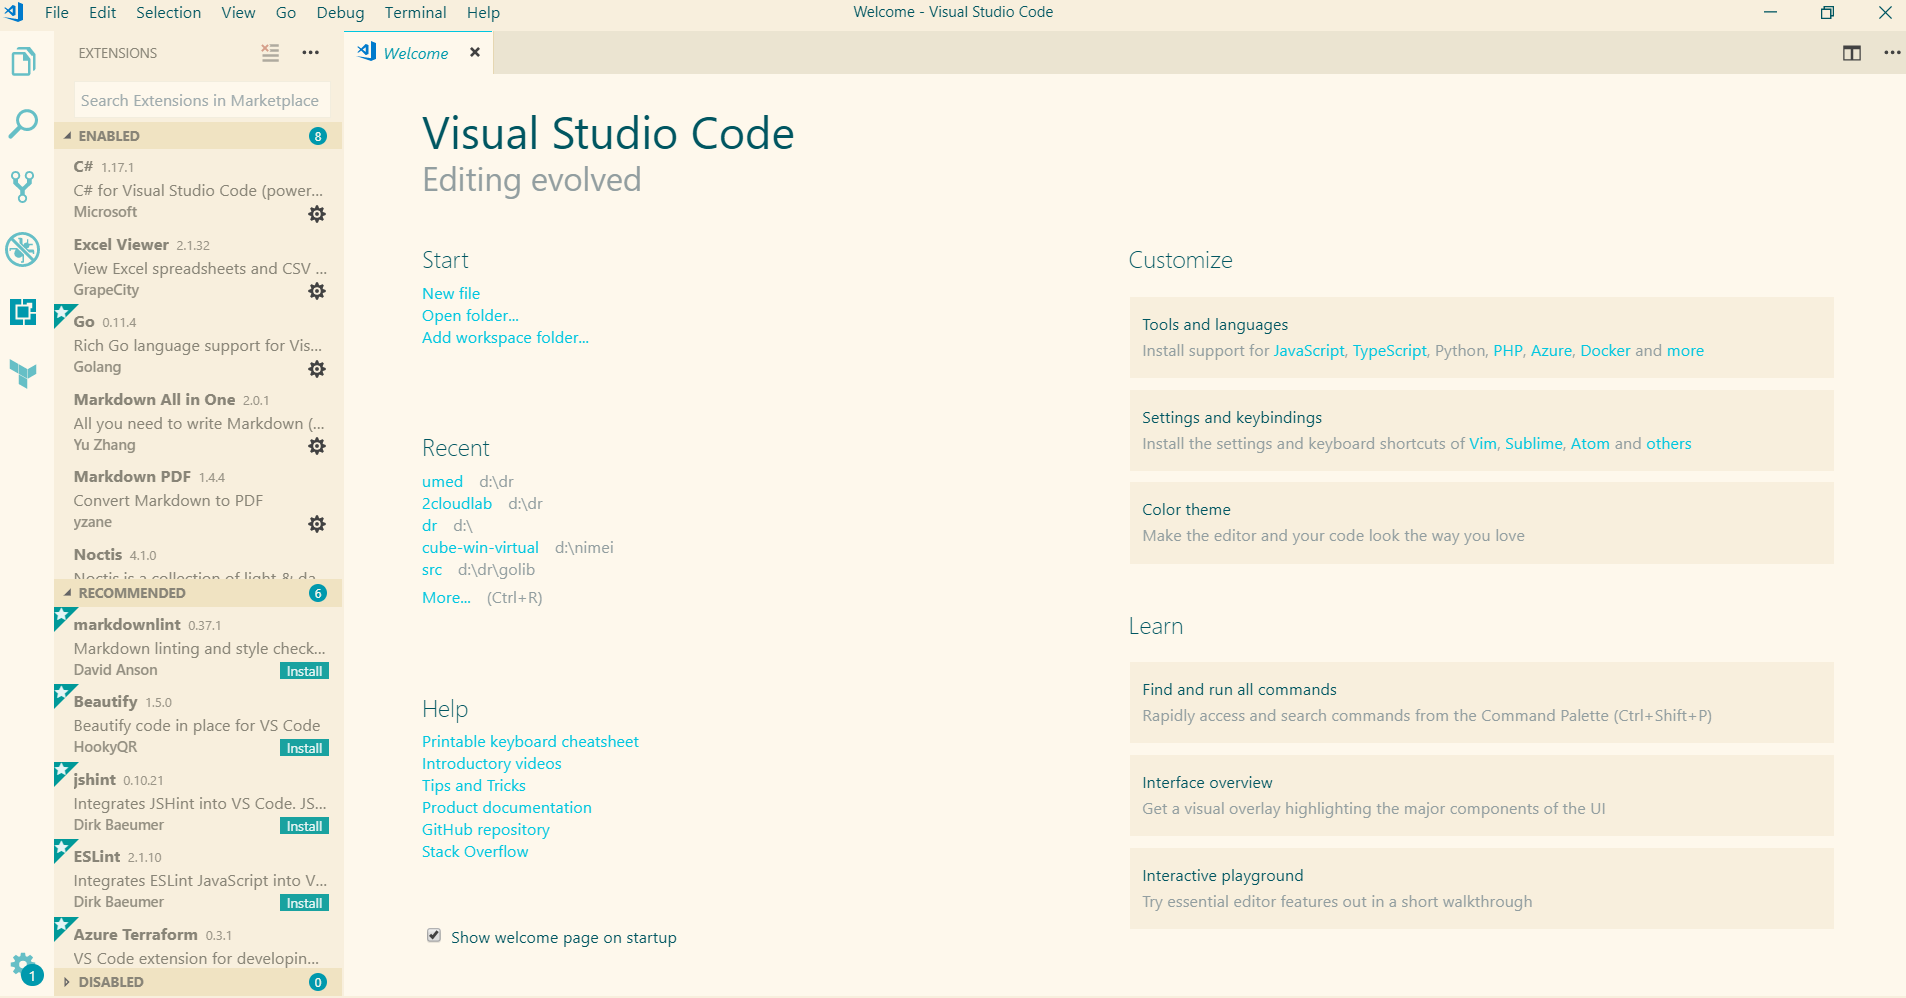 File Edit Selection View Go Debug Terminal Help
Welcome - Visual Studio Code
EXTENSIONS
Search Extensions in Marketplace
ENABLED 8
C# 1.17.1
C# for Visual Studio Code (power...
Microsoft
Excel Viewer 2.1.32
View Excel spreadsheets and CSV ...
GrapeCity
Go 0.11.4
Rich Go language support for Vis...
Golang
Markdown All in One 2.0.1
All you need to write Markdown (...
Yu Zhang
Markdown PDF 1.4.4
Convert Markdown to PDF
yzane
Noctis 4.1.0
Noctis is a collection of light & da...
RECOMMENDED 6
markdownlint 0.37.1
Markdown linting and style check...
David Anson Install
Beautify 1.5.0
Beautify code in place for VS Code
HookyQR Install
jshint 0.10.21
Integrates JSHint into VS Code. JS...
Dirk Baeumer Install
ESLint 2.1.10
Integrates ESLint JavaScript into V...
Dirk Baeumer Install
Azure Terraform 0.3.1
VS Code extension for developin...
DISABLED 0
1
Welcome
Visual Studio Code
Editing evolved
Start
New file
Open folder...
Add workspace folder...
Recent
umed d:\dr
2cloudlab d:\dr
dr d:\
cube-win-virtual d:\nimei
src d:\dr\golib
More... (Ctrl+R)
Help
Printable keyboard cheatsheet
Introductory videos
Tips and Tricks
Product documentation
GitHub repository
Stack Overflow
Show welcome page on startup
Customize
Tools and languages
Install support for JavaScript, TypeScript, Python, PHP, Azure, Docker and more
Settings and keybindings
Install the settings and keyboard shortcuts of Vim, Sublime, Atom and others
Color theme
Make the editor and your code look the way you love
Learn
Find and run all commands
Rapidly access and search commands from the Command Palette (Ctrl+Shift+P)
Interface overview
Get a visual overlay highlighting the major components of the UI
Interactive playground
Try essential editor features out in a short walkthrough